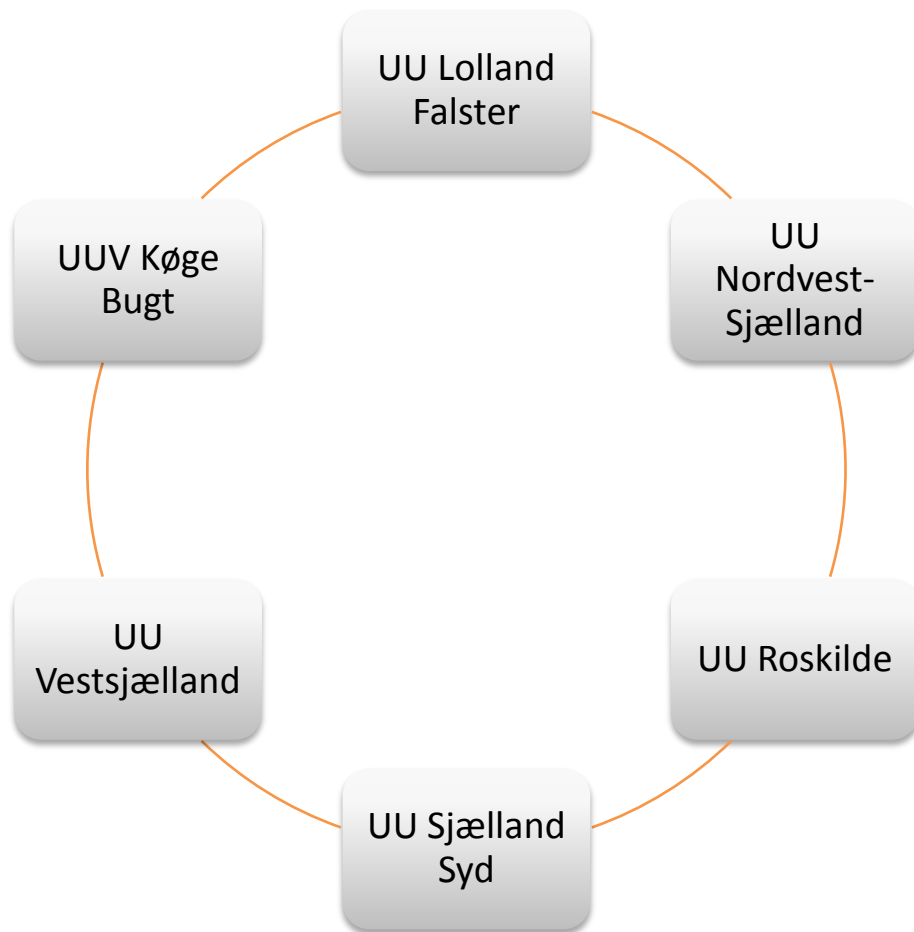 UU Lolland
Falster
UU
Nordvest-
Sjælland
UU Roskilde
UU Sjælland
Syd
UU
Vestsjælland
UUV Køge
Bugt